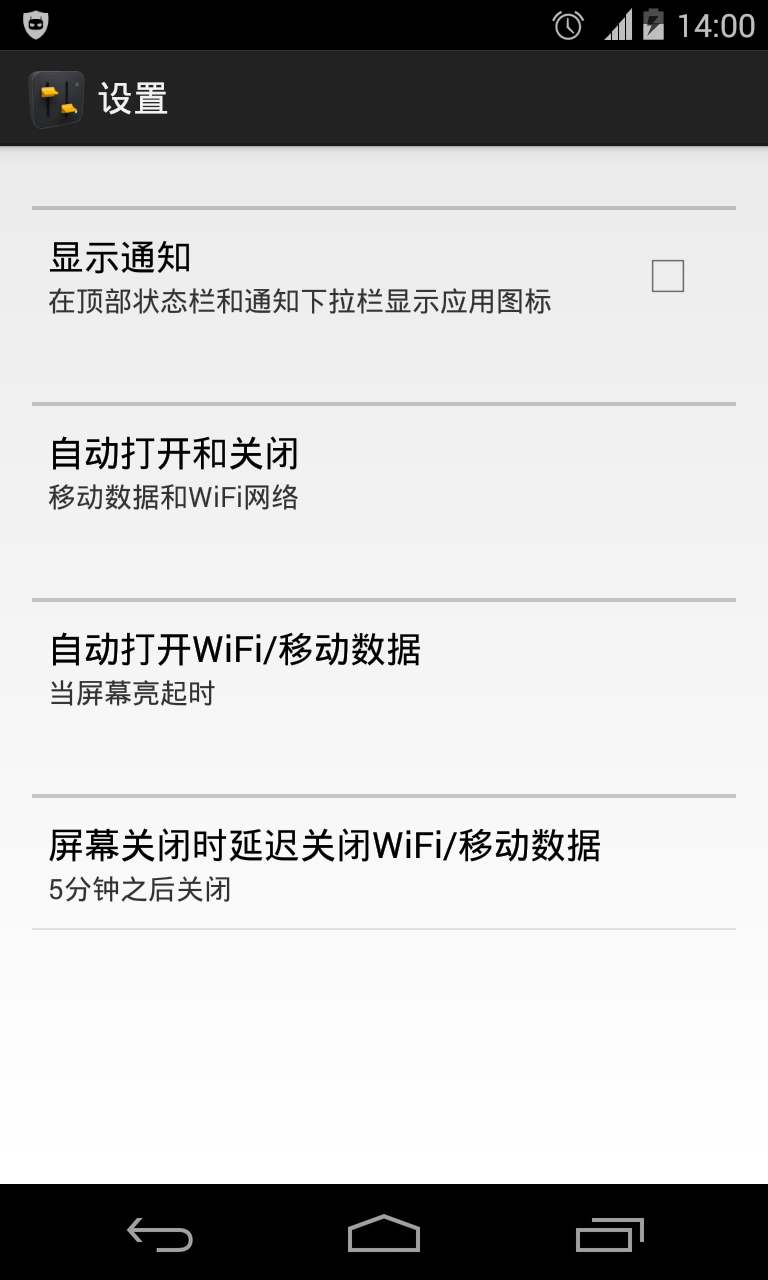 14:00
设置
显示通知
在顶部状态栏和通知下拉栏显示应用图标
自动打开和关闭
移动数据和WiFi网络
自动打开WiFi/移动数据
当屏幕亮起时
屏幕关闭时延迟关闭WiFi/移动数据
5分钟之后关闭